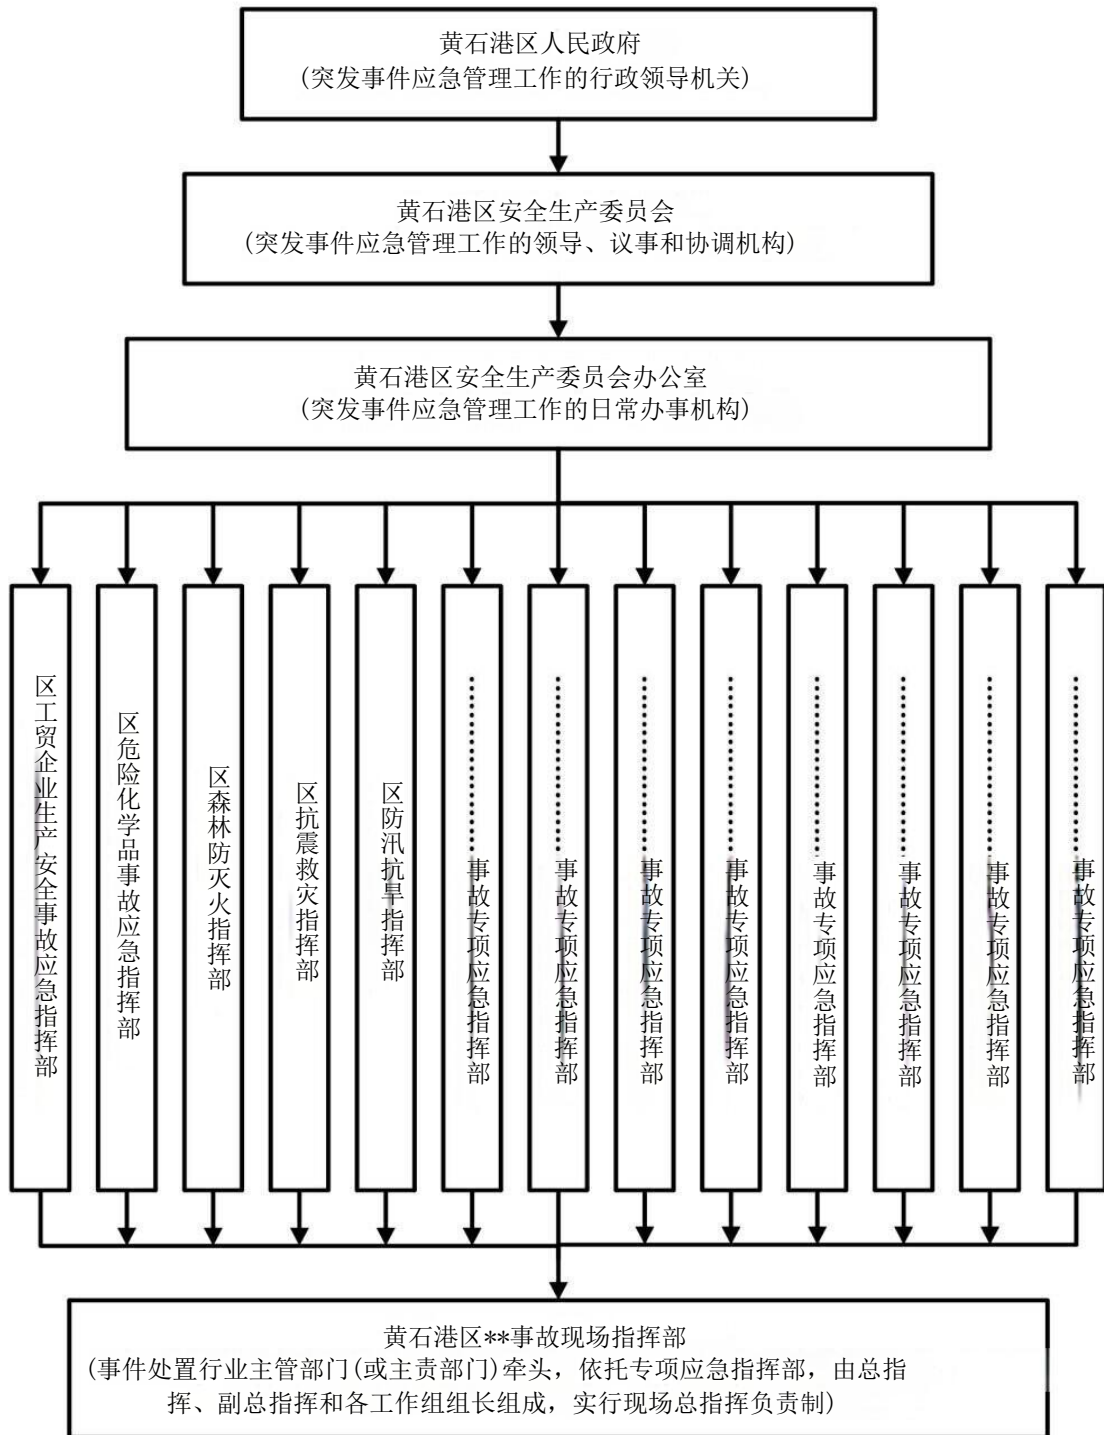 黄石港区人民政府
(突发事件应急管理工作的行政领导机关)
黄石港区安全生产委员会
(突发事件应急管理工作的领导、议事和协调机构)
黄石港区安全生产委员会办公室
(突发事件应急管理工作的日常办事机构)
区工贸企业生产安全事故应急指挥部
区危险化学品事故应急指挥部
区森林防灭火指挥部
区抗震救灾指挥部
区防汛抗旱指挥部
………………事故专项应急指挥部
………………事故专项应急指挥部
………………事故专项应急指挥部
………………事故专项应急指挥部
………………事故专项应急指挥部
………………事故专项应急指挥部
………………事故专项应急指挥部
………………事故专项应急指挥部
黄石港区**事故现场指挥部
(事件处置行业主管部门(或主责部门)牵头，依托专项应急指挥部，由总指
挥、副总指挥和各工作组组长组成，实行现场总指挥负责制)